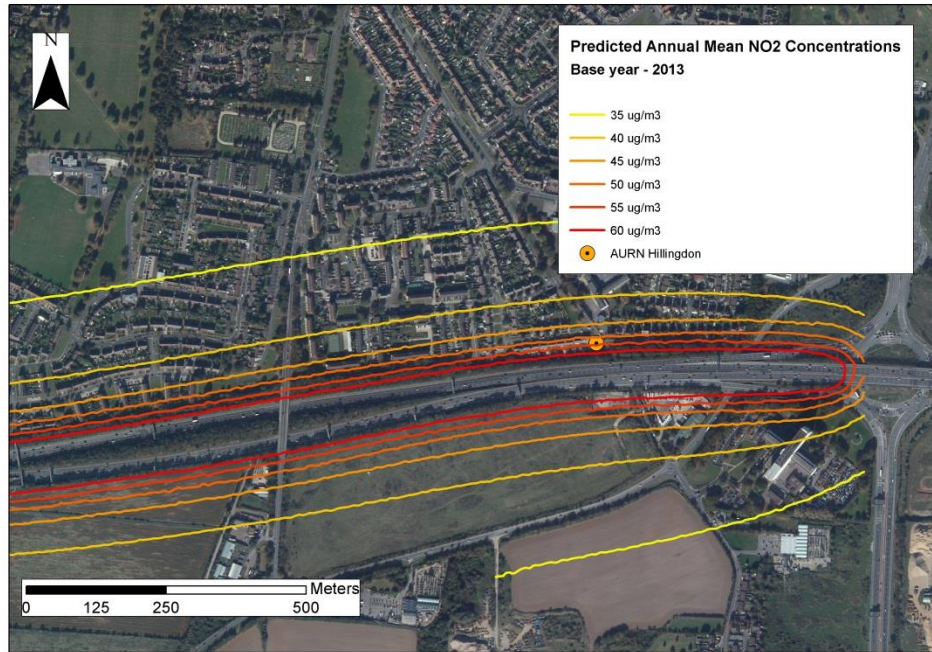 N
Predicted Annual Mean NO2 Concentrations
Base year - 2013
35 ug/m3
40 ug/m3
45 ug/m3
50 ug/m3
55 ug/m3
60 ug/m3
AURN Hillingdon
Meters
0 125 250 500